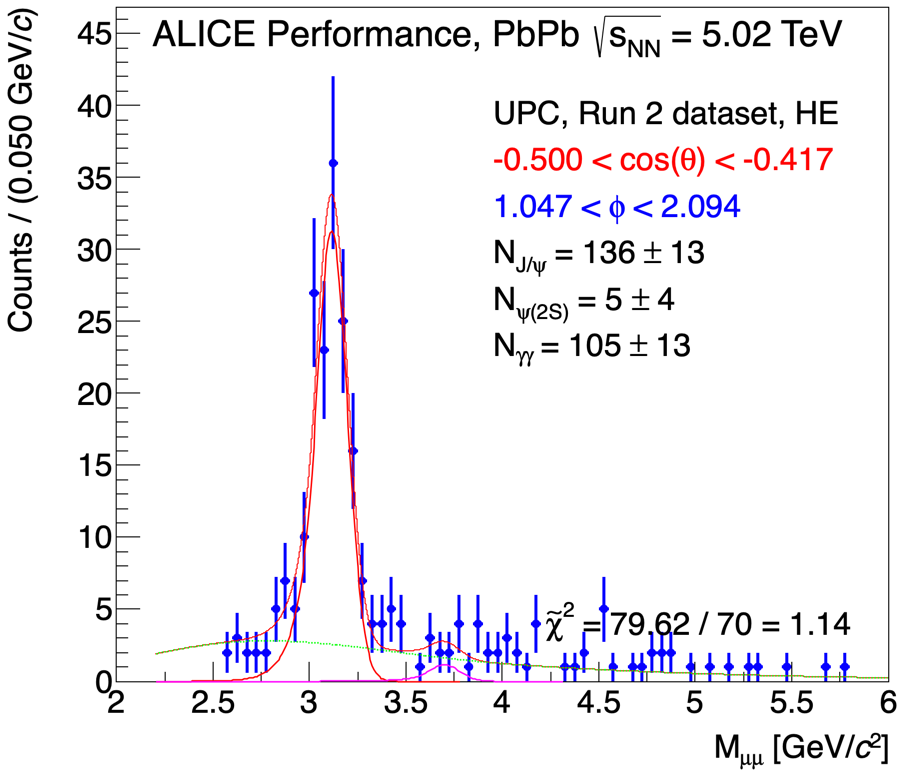 ALICE Performance, PbPb √sNN = 5.02 TeV
UPC, Run 2 dataset, HE
-0.500 < cos(θ) < -0.417
1.047 < ϕ < 2.094
NJ/ψ = 136 ± 13
Nψ(2S) = 5 ± 4
Nγγ = 105 ± 13
χ̃² = 79.62 / 70 = 1.14
Counts / (0.050 GeV/c)
45
40
35
30
25
20
15
10
5
0
2 2.5 3 3.5 4 4.5 5 5.5 6
Mμμ [GeV/c²]